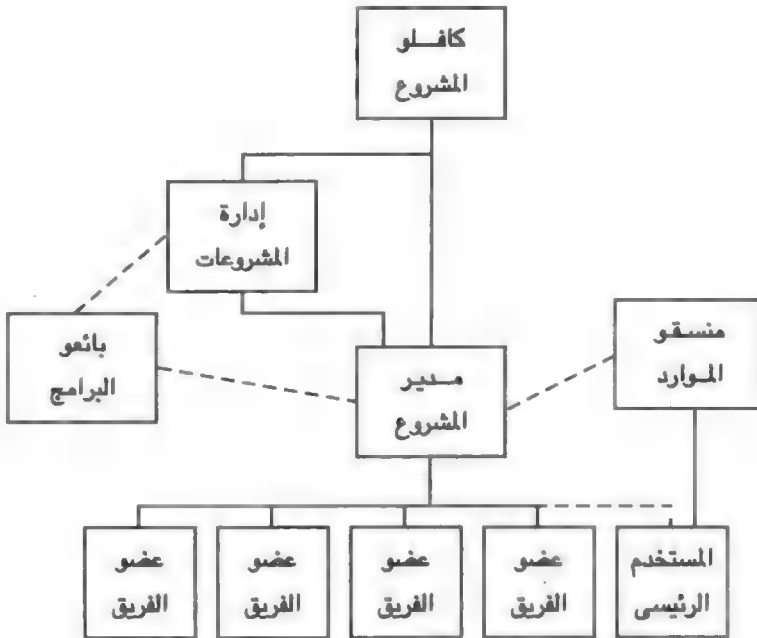 كافلو
المشروع
إدارة
المشروعات
منسقو
الموارد
بائعو
البرامج
مدير
المشروع
المستخدم
الرئيسى
عضو
الفريق
عضو
الفريق
عضو
الفريق
عضو
الفريق